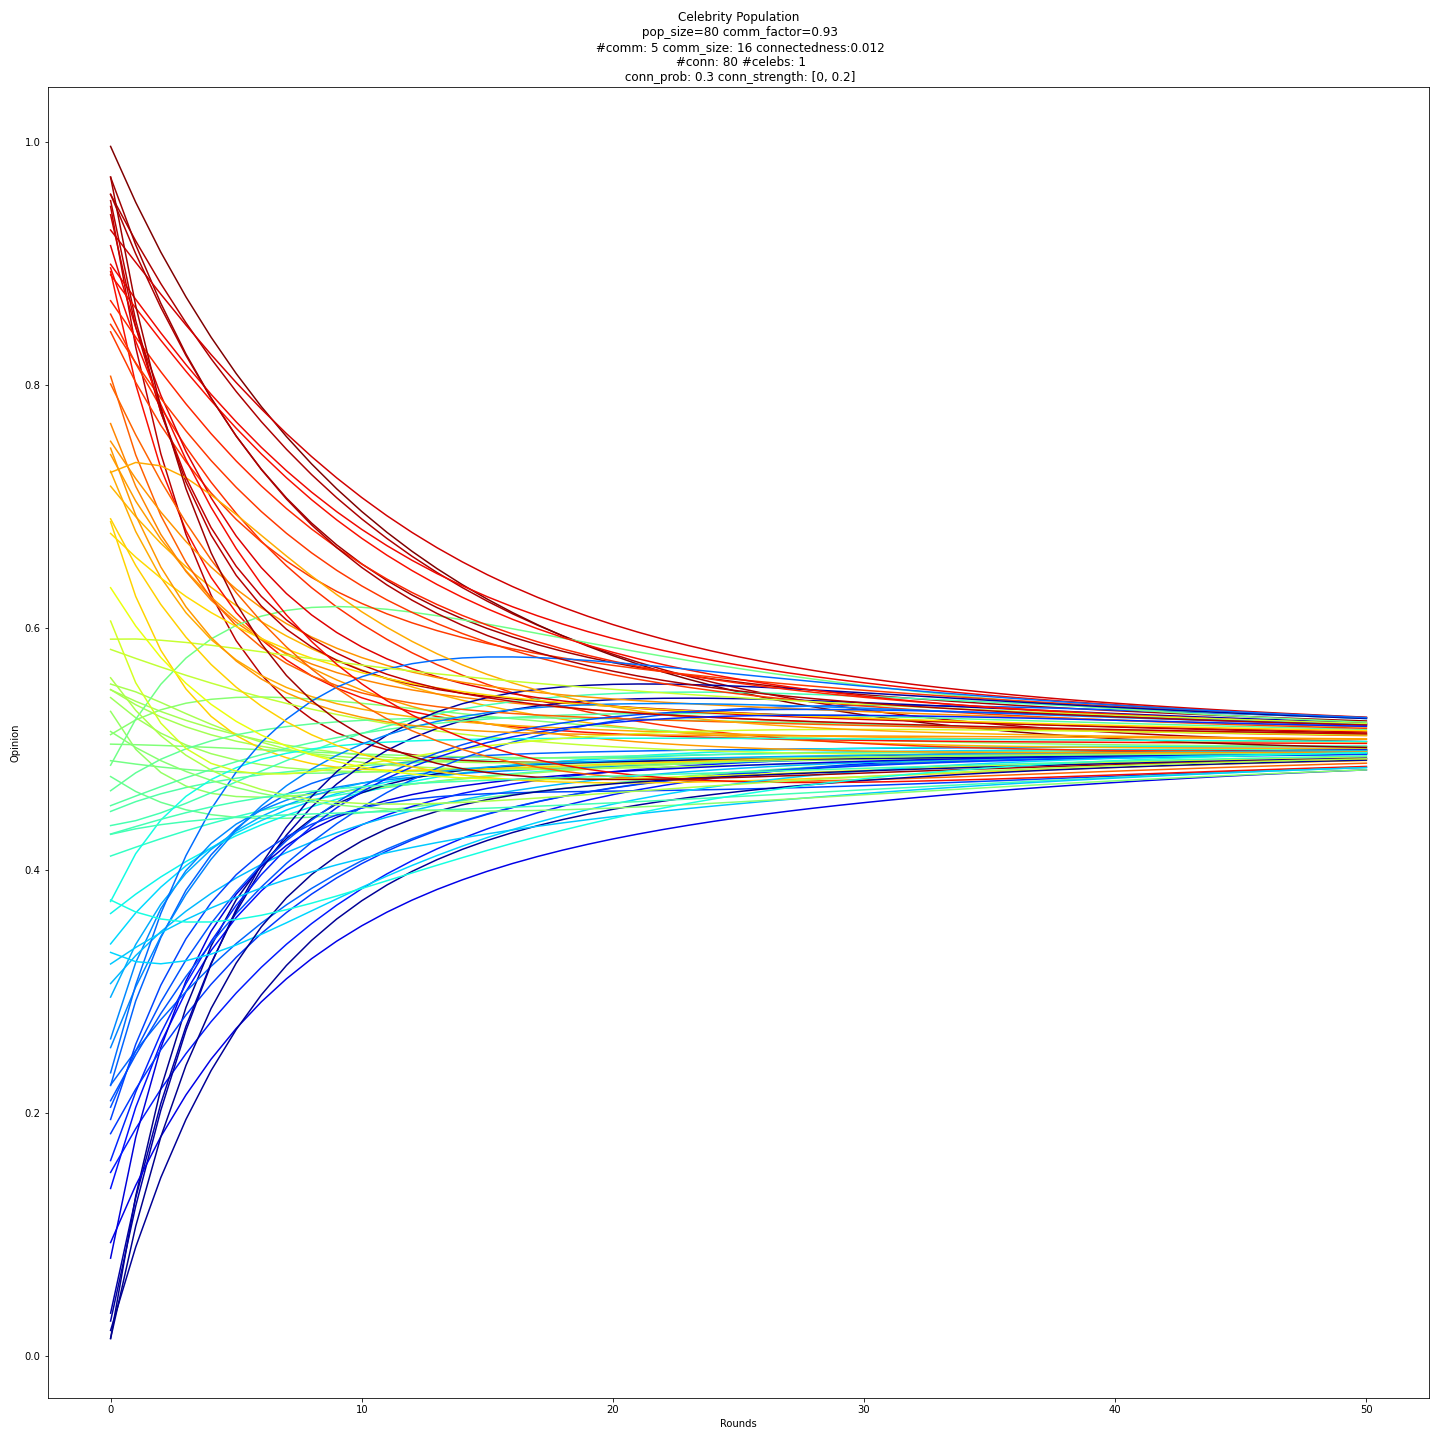 Celebrity Population
pop_size=80 comm_factor=0.93
#comm: 5 comm_size: 16 connectedness:0.012
#conn: 80 #celebs: 1
conn_prob: 0.3 conn_strength: [0, 0.2]
1.0
0.8
0.6
0.4
0.2
0.0
Opinion
0 10 20 30 40 50
Rounds